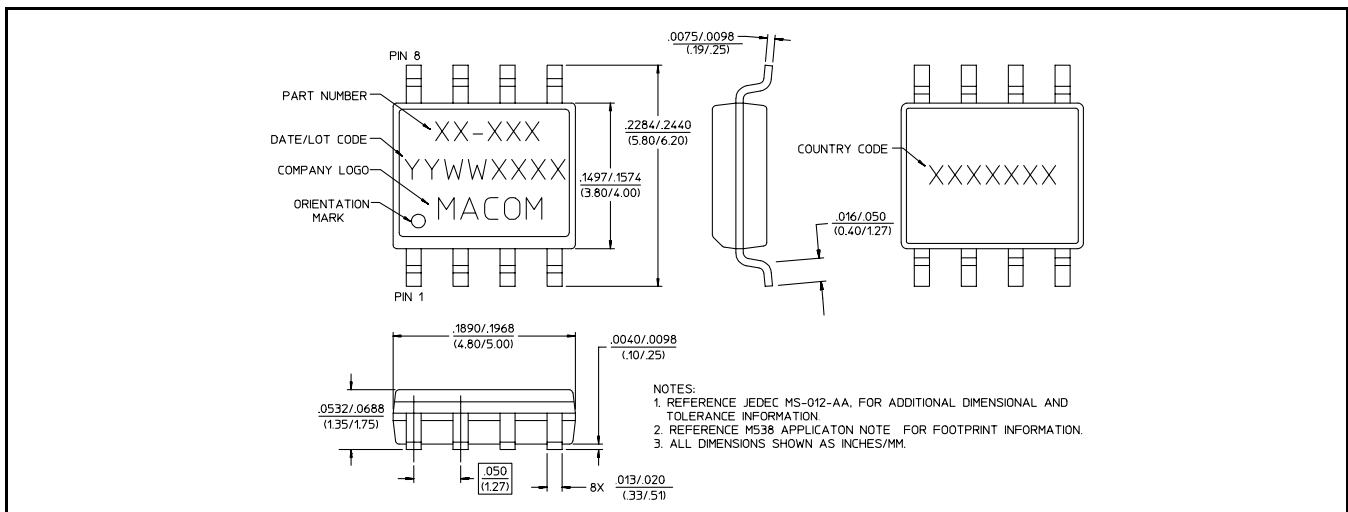 PIN 8
PART NUMBER
XX-XXX
DATE/LOT CODE
YYWWXXXX
COMPANY LOGO
MACOM
ORIENTATION
MARK
PIN 1
.2284/.2440
(5.80/6.20)
.1497/.1574
(3.80/4.00)
.0075/.0098
(.19/.25)
.016/.050
(0.40/1.27)
COUNTRY CODE
XXXXXXX
.1890/.1968
(4.80/5.00)
.0040/.0098
(.10/.25)
.0532/.0688
(1.35/1.75)
.050
(1.27)
8X .013/.020
(.33/.51)
NOTES:
1. REFERENCE JEDEC MS-012-AA, FOR ADDITIONAL DIMENSIONAL AND
TOLERANCE INFORMATION.
2. REFERENCE M538 APPLICATON NOTE FOR FOOTPRINT INFORMATION.
3. ALL DIMENSIONS SHOWN AS INCHES/MM.